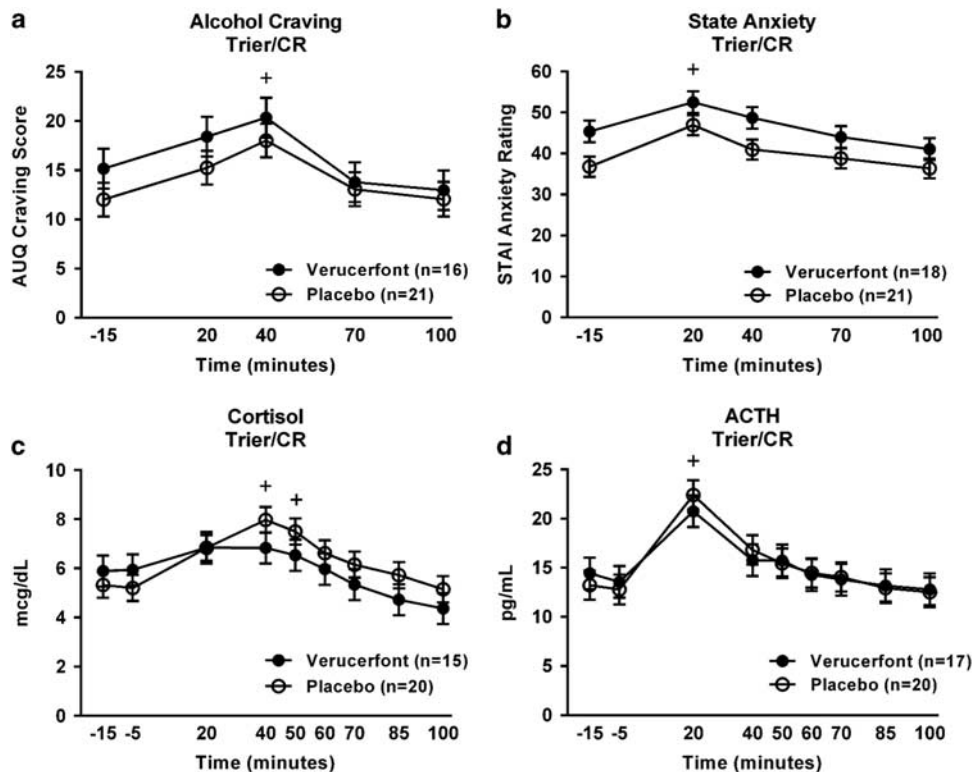 a
Alcohol Craving
Trier/CR
+
AUQ Craving Score
25
20
15
10
5
0
Verucerfont (n=16)
Placebo (n=21)
-15 20 40 70 100
Time (minutes)
b
State Anxiety
Trier/CR
+
STAI Anxiety Rating
60
50
40
30
20
10
0
Verucerfont (n=18)
Placebo (n=21)
-15 20 40 70 100
Time (minutes)
c
Cortisol
Trier/CR
+ +
mcg/dL
10
8
6
4
2
0
Verucerfont (n=15)
Placebo (n=20)
-15 -5 20 40 50 60 70 85 100
Time (minutes)
d
ACTH
Trier/CR
+
pg/mL
25
20
15
10
5
0
Verucerfont (n=17)
Placebo (n=20)
-15 -5 20 40 50 60 70 85 100
Time (minutes)